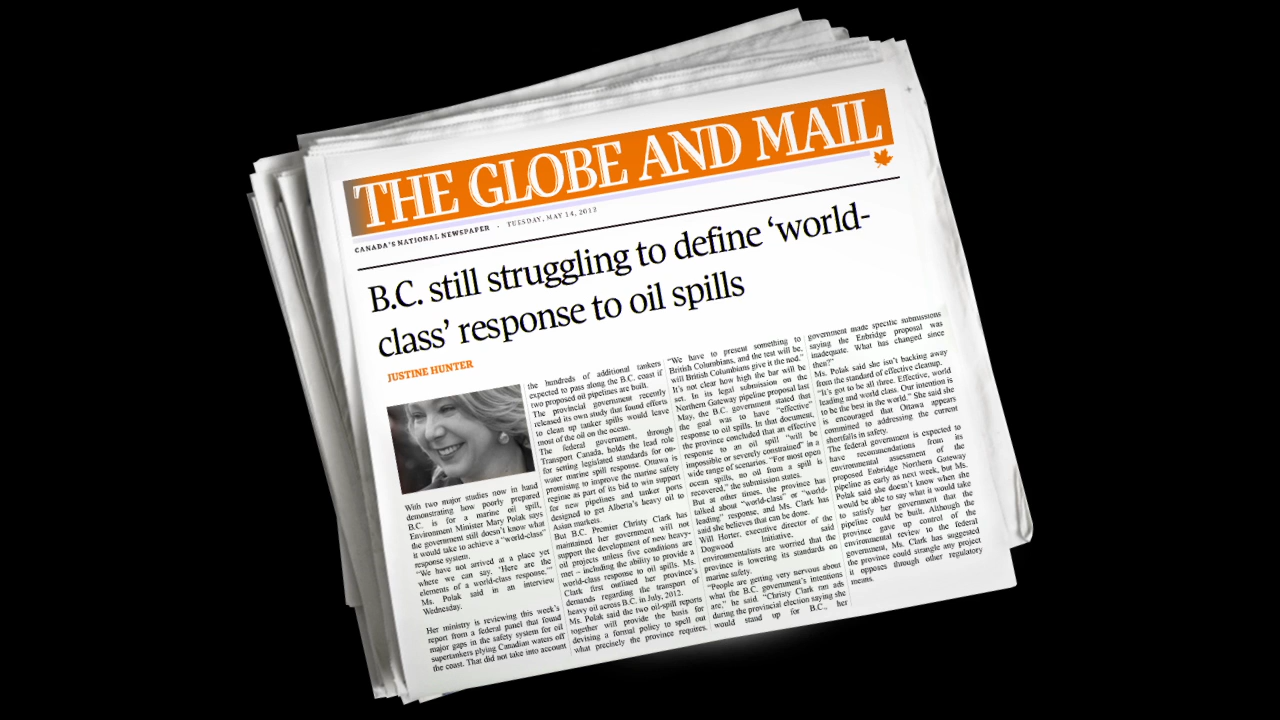 THE GLOBE AND MAIL
CANADA'S NATIONAL NEWSPAPER · TUESDAY, MAY 14, 2013
B.C. still struggling to define ‘world-
class’ response to oil spills
JUSTINE HUNTER
With two major studies now in hand
demonstrating how poorly prepared
B.C. is for a marine oil spill,
Environment Minister Mary Polak says
the government still doesn't know what
it would take to achieve a “world-class”
response system.
“We have not arrived at a place yet
where we can say, ‘Here are the
elements of a world-class response,’”
Ms. Polak said in an interview
Wednesday.
Her ministry is reviewing this week's
report from a federal panel that found
major gaps in the safety system for oil
supertankers plying Canadian waters off
the coast. That did not take into account
the hundreds of additional tankers
expected to pass along the B.C. coast if
two proposed oil pipelines are built.
The provincial government recently
released its own study that found efforts
to clean up tanker spills would leave
most of the oil on the ocean.
The federal government, through
Transport Canada, holds the lead role
for setting legislated standards for on-
water marine spill response. Ottawa is
promising to improve the marine safety
regime as part of its bid to win support
for new pipelines and tanker ports
designed to get Alberta's heavy oil to
Asian markets.
But B.C. Premier Christy Clark has
maintained her government will not
support the development of new heavy-
oil projects unless five conditions are
met – including the ability to provide a
world-class response to oil spills. Ms.
Clark first outlined her province's
demands regarding the transport of
heavy oil across B.C. in July, 2012.
Ms. Polak said the two oil-spill reports
together will provide the basis for
devising a formal policy to spell out
what precisely the province requires.
“We have to present something to
British Columbians, and the test will be,
will British Columbians give it the nod.”
It's not clear how high the bar will be
set. In its legal submission on the
Northern Gateway pipeline proposal last
May, the B.C. government stated that
the goal was to have “effective”
response to oil spills. In that document,
the province concluded that an effective
response to an oil spill “will be
impossible or severely constrained” in a
wide range of scenarios. “For most open
ocean spills, no oil from a spill is
recovered,” the submission states.
But at other times, the province has
talked about “world-class” or “world-
leading” response, and Ms. Clark has
said she believes that can be done.
Will Horter, executive director of the
Dogwood Initiative, said
environmentalists are worried that the
province is lowering its standards on
marine safety.
“People are getting very nervous about
what the B.C. government's intentions
are,” he said. “Christy Clark ran ads
during the provincial election saying she
would stand up for B.C., her
government made specific submissions
saying the Enbridge proposal was
inadequate. What has changed since
then?”
Ms. Polak said she isn't backing away
from the standard of effective cleanup.
“It's got to be all three. Effective, world
leading and world class. Our intention is
to be the best in the world.” She said she
is encouraged that Ottawa appears
committed to addressing the current
shortfalls in safety.
The federal government is expected to
have recommendations from its
environmental assessment of the
proposed Enbridge Northern Gateway
pipeline as early as next week, but Ms.
Polak said she doesn't know when she
would be able to say what it would take
to satisfy her government that the
pipeline could be built. Although the
province gave up control of the
environmental review to the federal
government, Ms. Clark has suggested
the province could strangle any project
it opposes through other regulatory
means.